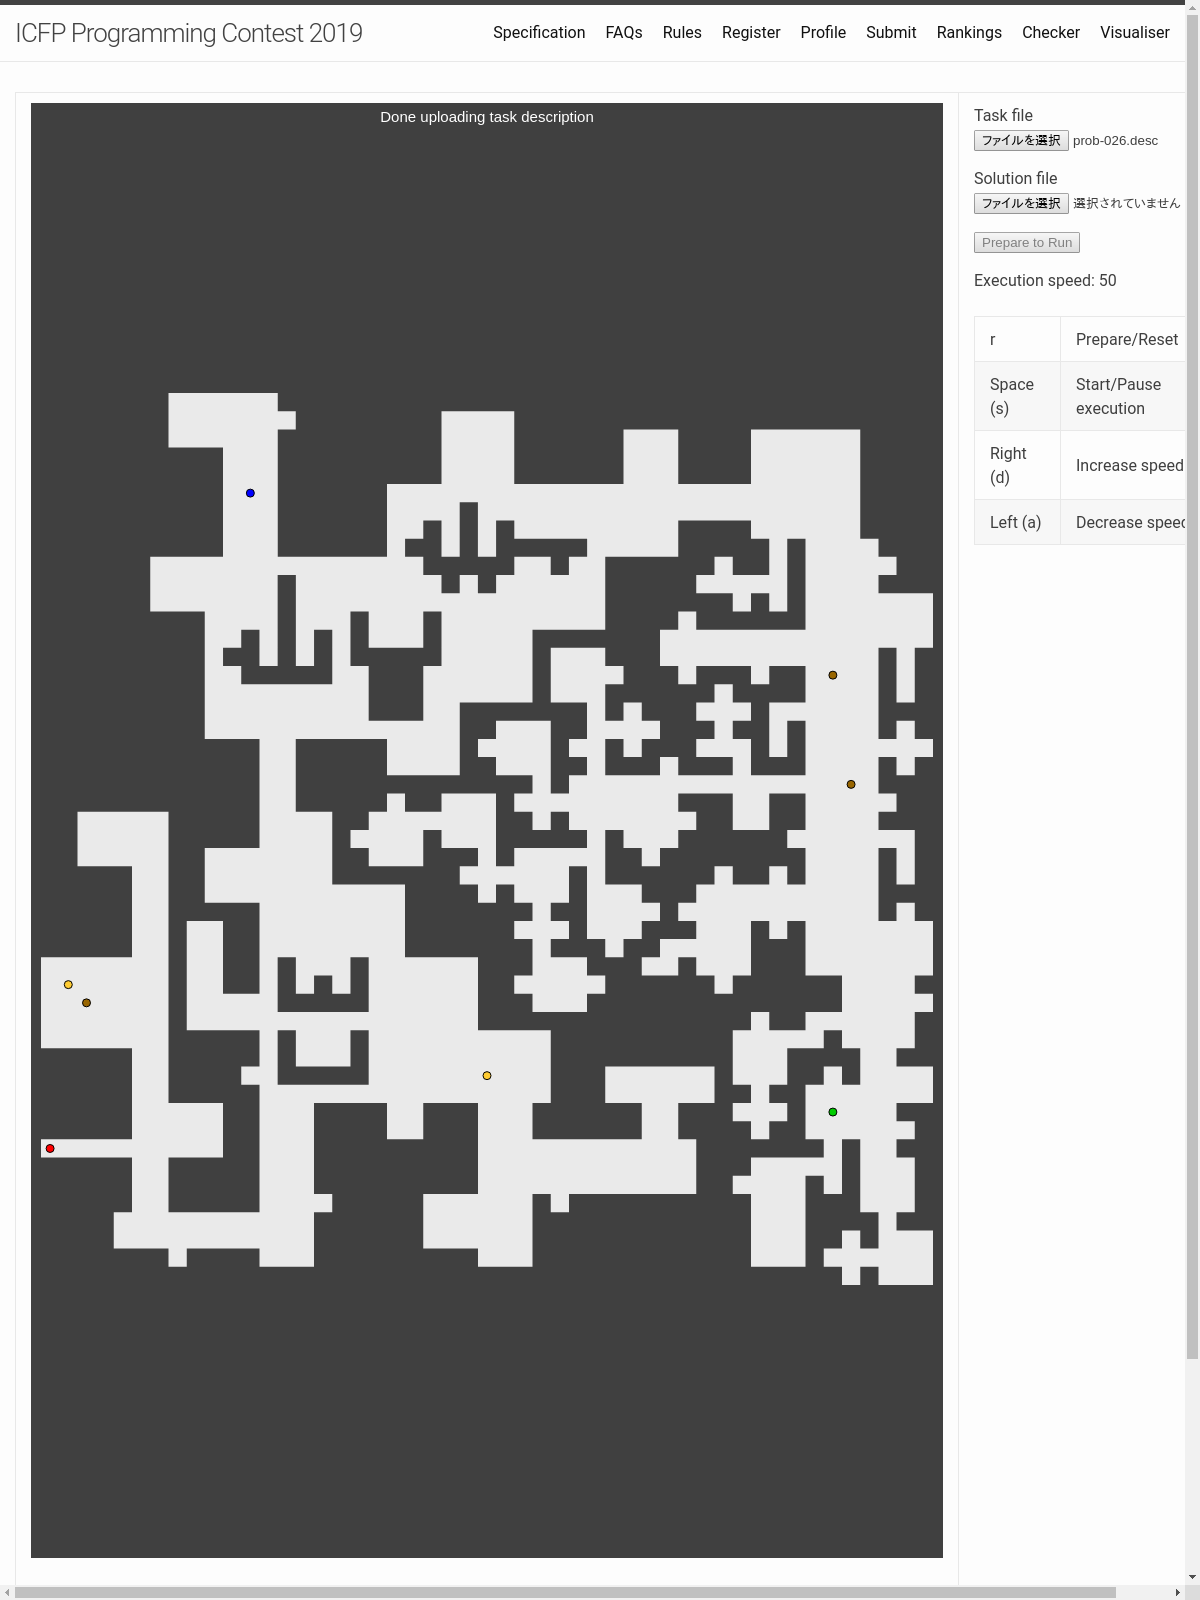 ICFP Programming Contest 2019
Specification FAQs Rules Register Profile Submit Rankings Checker Visualiser
Done uploading task description
Task file
ファイルを選択 prob-026.desc
Solution file
ファイルを選択 選択されていません
Prepare to Run
Execution speed: 50
r Prepare/Reset
Space Start/Pause
(s) execution
Right Increase speed
(d)
Left (a) Decrease speed